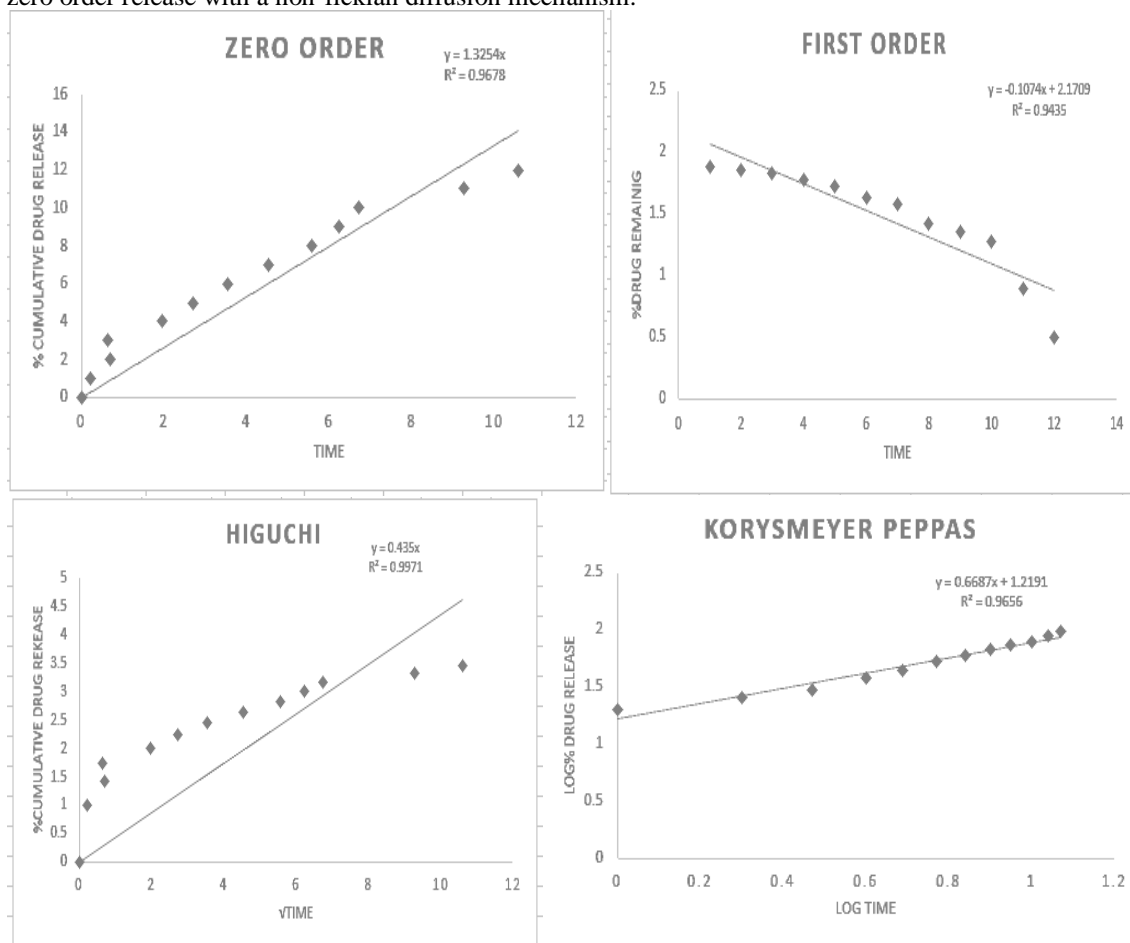 zero order release with a non-fickian diffusion mechanism.
ZERO ORDER
y = 1.3254x
R² = 0.9678
% CUMULATIVE DRUG RELEASE
16
14
12
10
8
6
4
2
0
0 2 4 6 8 10 12
TIME
FIRST ORDER
y = -0.1074x + 2.1709
R² = 0.9435
%DRUG REMAINIG
2.5
2
1.5
1
0.5
0
0 2 4 6 8 10 12 14
TIME
HIGUCHI
y = 0.435x
R² = 0.9971
%CUMULATIVE DRUG REKEASE
5
4.5
4
3.5
3
2.5
2
1.5
1
0.5
0
0 2 4 6 8 10 12
√TIME
KORYSMEYER PEPPAS
y = 0.6687x + 1.2191
R² = 0.9656
LOG% DRUG RELEASE
2.5
2
1.5
1
0.5
0
0 0.2 0.4 0.6 0.8 1 1.2
LOG TIME